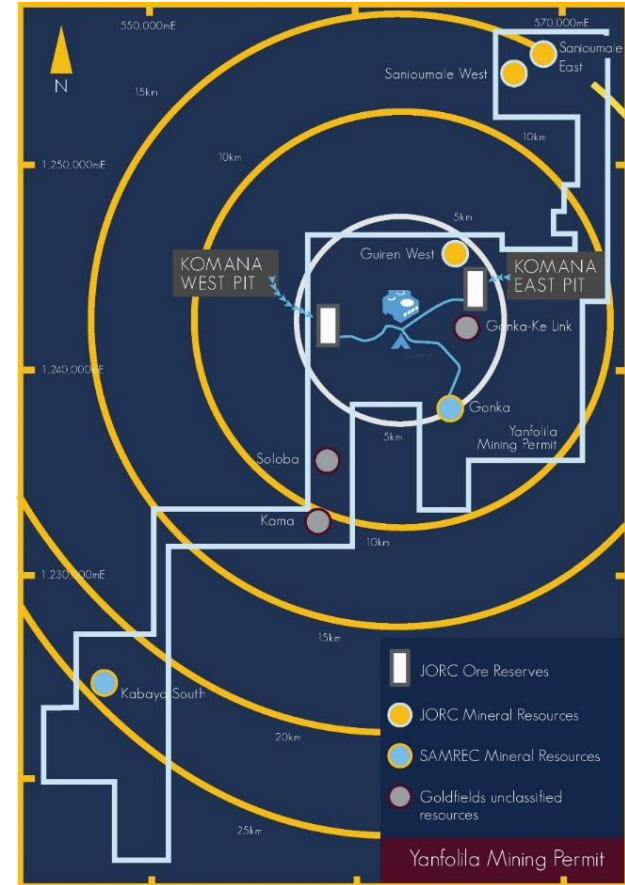 550,000mE
570,000mE
Sanioumale
East
Sanioumale West
N
15km
10km
10km
1,250,000mE
5km
Guiren West
KOMANA
WEST PIT
KOMANA
EAST PIT
Gonka-Ke Link
1,240,000mE
Gonka
Yanfolila
Mining Permit
5km
Soloba
Kama
10km
1,230,000mE
15km
JORC Ore Reserves
Kabaya South
JORC Mineral Resources
20km
SAMREC Mineral Resources
Goldfields unclassified
resources
25km
Yanfolila Mining Permit